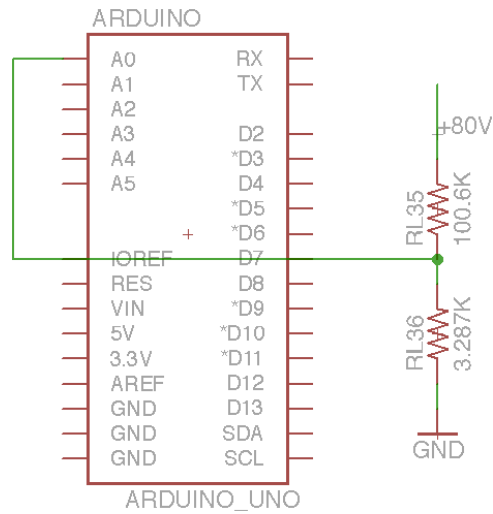 ARDUINO
A0 RX
A1 TX
A2
A3 D2
A4 *D3
A5 D4
*D5
*D6
IOREF D7
RES D8
VIN *D9
5V *D10
3.3V *D11
AREF D12
GND D13
GND SDA
GND SCL
ARDUINO_UNO
+80V
RL35
100.6K
RL36
3.287K
GND